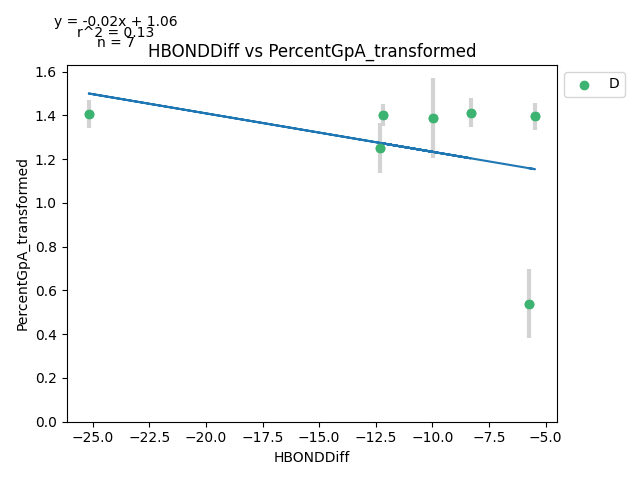 y = -0.02x + 1.06
r^2 = 0.13
n = 7
HBONDDiff vs PercentGpA_transformed
D
PercentGpA_transformed
1.6
1.4
1.2
1.0
0.8
0.6
0.4
0.2
0.0
−25.0 −22.5 −20.0 −17.5 −15.0 −12.5 −10.0 −7.5 −5.0
HBONDDiff